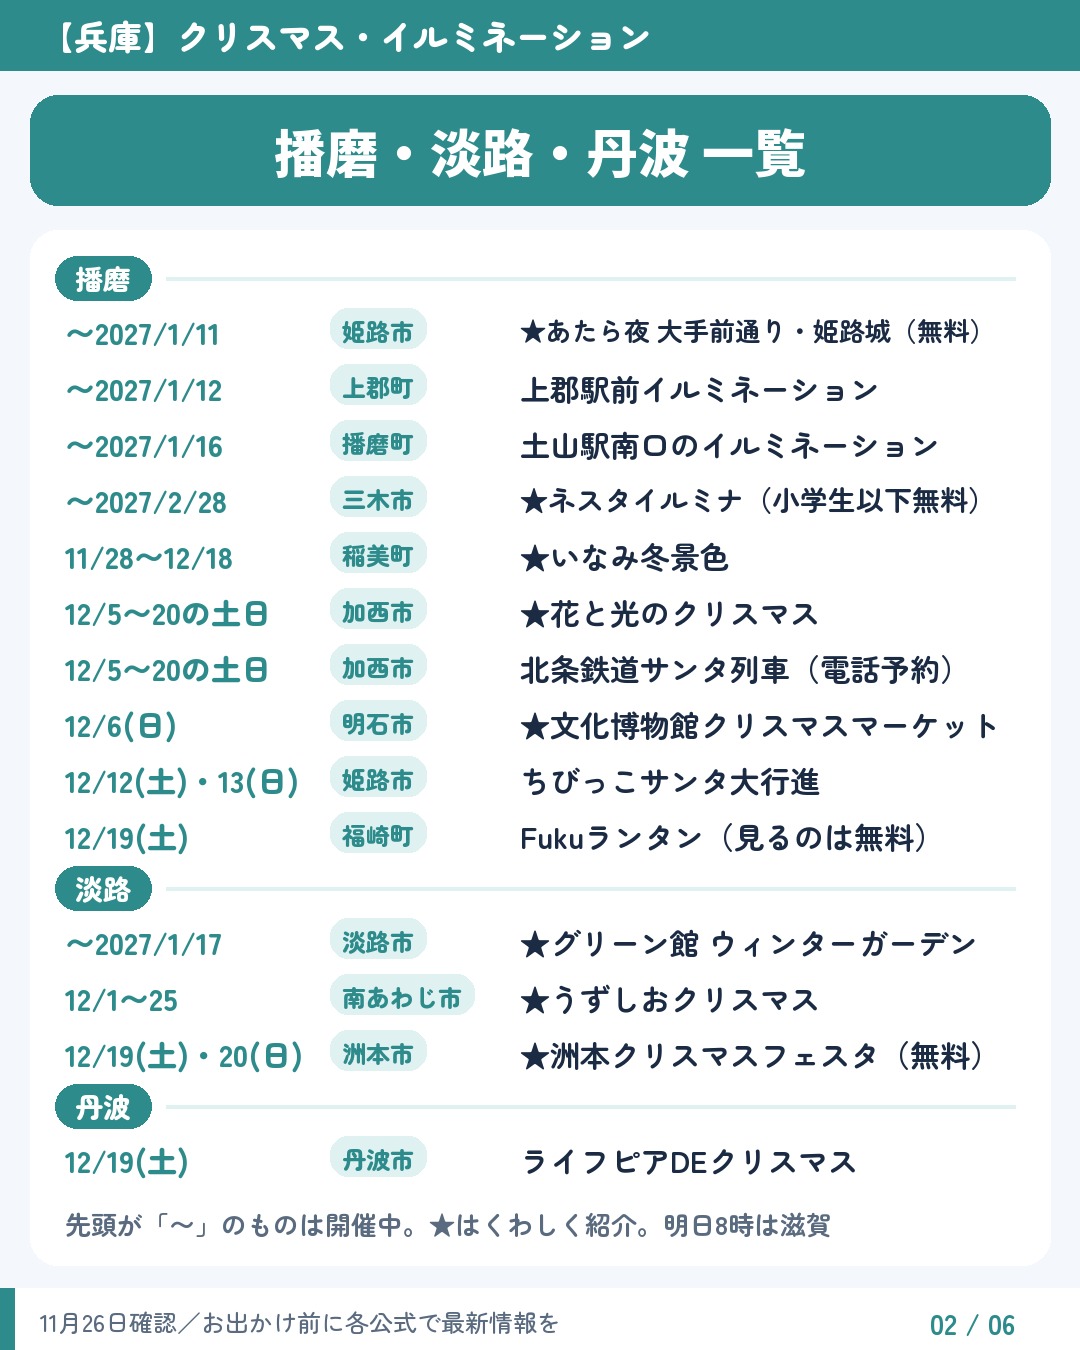 【兵庫】クリスマス・イルミネーション
播磨・淡路・丹波 一覧
播磨
〜2027/1/11 姫路市 ★あたら夜 大手前通り・姫路城（無料）
〜2027/1/12 上郡町 上郡駅前イルミネーション
〜2027/1/16 播磨町 土山駅南口のイルミネーション
〜2027/2/28 三木市 ★ネスタイルミナ（小学生以下無料）
11/28〜12/18 稲美町 ★いなみ冬景色
12/5〜20の土日 加西市 ★花と光のクリスマス
12/5〜20の土日 加西市 北条鉄道サンタ列車（電話予約）
12/6(日) 明石市 ★文化博物館クリスマスマーケット
12/12(土)・13(日) 姫路市 ちびっこサンタ大行進
12/19(土) 福崎町 Fukuランタン（見るのは無料）
淡路
〜2027/1/17 淡路市 ★グリーン館 ウィンターガーデン
12/1〜25 南あわじ市 ★うずしおクリスマス
12/19(土)・20(日) 洲本市 ★洲本クリスマスフェスタ（無料）
丹波
12/19(土) 丹波市 ライフピアDEクリスマス
先頭が「〜」のものは開催中。★はくわしく紹介。明日8時は滋賀
11月26日確認／お出かけ前に各公式で最新情報を
02 / 06